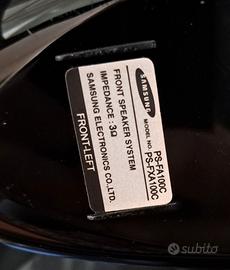 SAMSUNG
MODEL NO. PS-FA100C
PS-FXA100C
FRONT SPEAKER SYSTEM
IMPEDANCE : 3Ω
SAMSUNG ELECTRONICS CO.,LTD.
FRONT-LEFT
subito